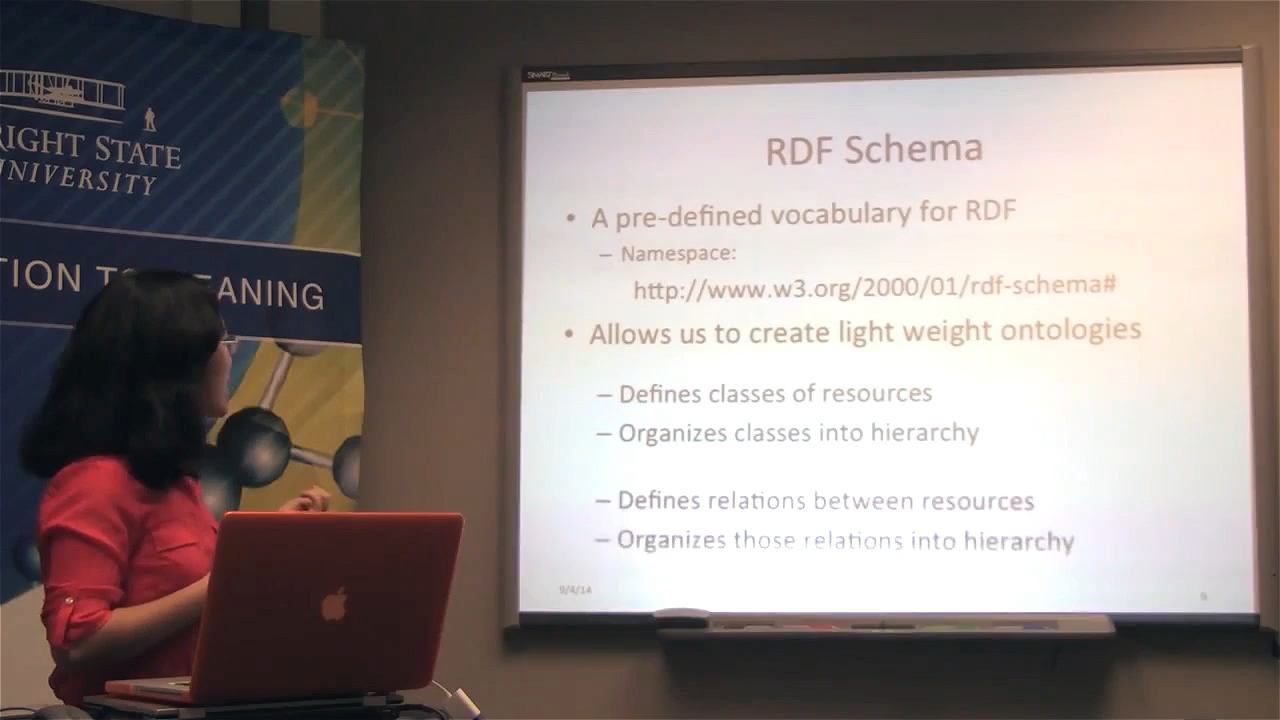 RIGHT STATE
UNIVERSITY
TION T EANING
SMART
RDF Schema
• A pre-defined vocabulary for RDF
– Namespace:
http://www.w3.org/2000/01/rdf-schema#
• Allows us to create light weight ontologies
– Defines classes of resources
– Organizes classes into hierarchy
– Defines relations between resources
– Organizes those relations into hierarchy
9/4/14